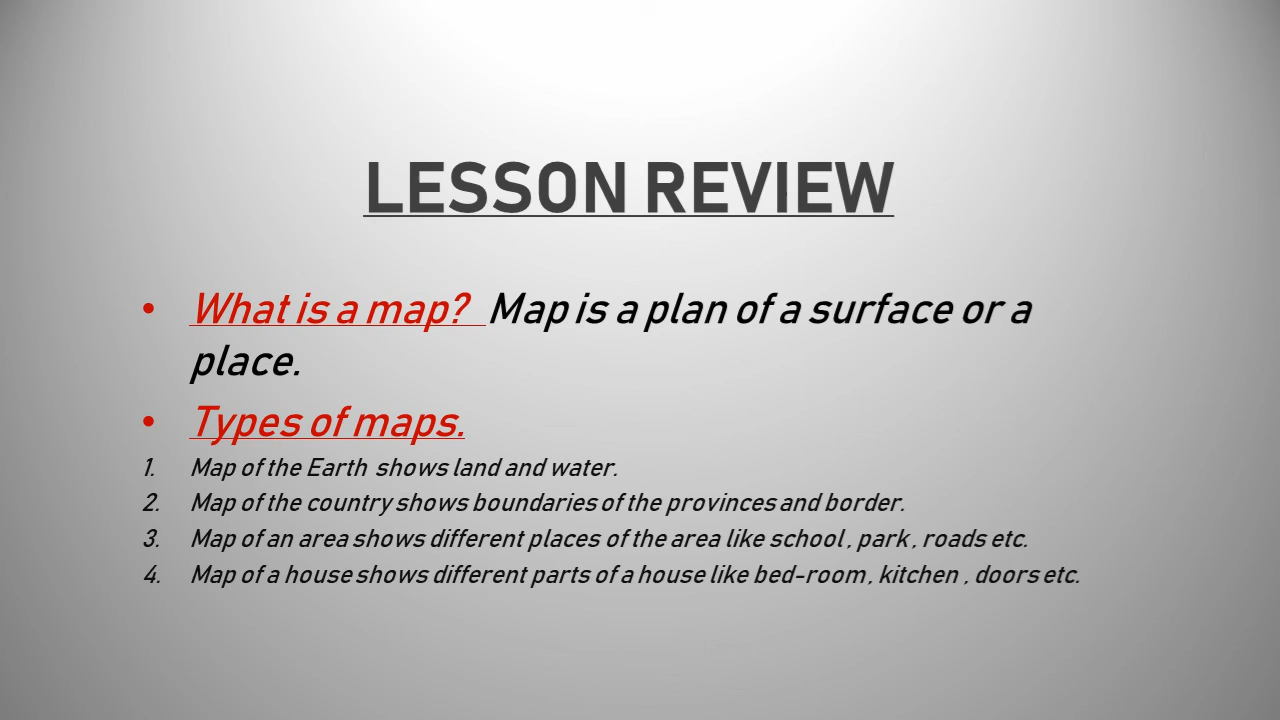 LESSON REVIEW
• What is a map? Map is a plan of a surface or a
place.
• Types of maps.
1. Map of the Earth shows land and water.
2. Map of the country shows boundaries of the provinces and border.
3. Map of an area shows different places of the area like school , park , roads etc.
4. Map of a house shows different parts of a house like bed-room , kitchen , doors etc.